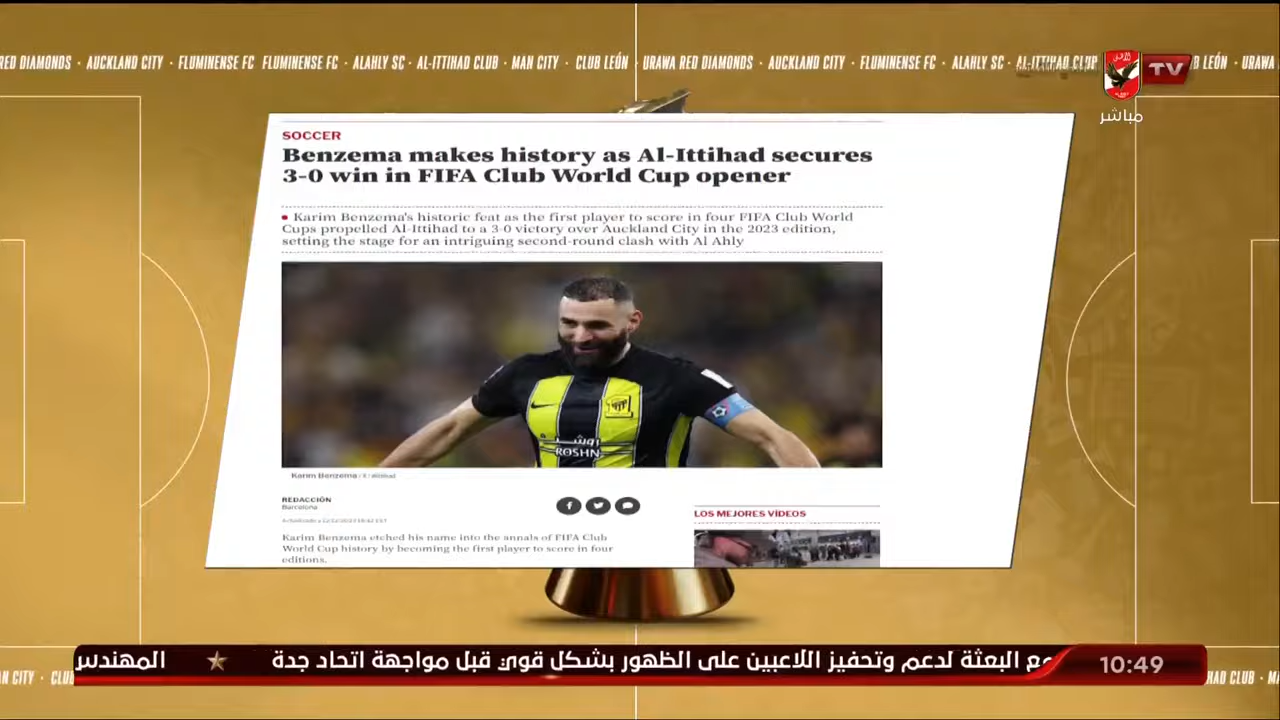 RED DIAMONDS · AUCKLAND CITY · FLUMINENSE FC FLUMINENSE FC · ALAHLY SC · AL-ITTIHAD CLUB · MAN CITY · CLUB LEÓN · URAWA RED DIAMONDS · AUCKLAND CITY · FLUMINENSE FC · ALAHLY SC · AL-ITTIHAD CLUB B LEÓN · URAWA
TV
مباشر
SOCCER
Benzema makes history as Al-Ittihad secures
3-0 win in FIFA Club World Cup opener
• Karim Benzema's historic feat as the first player to score in four FIFA Club World
Cups propelled Al-Ittihad to a 3-0 victory over Auckland City in the 2023 edition,
setting the stage for an intriguing second-round clash with Al Ahly
ROSHN
Karim Benzema
REDACCIÓN
Barcelona
LOS MEJORES VÍDEOS
Karim Benzema etched his name into the annals of FIFA Club
World Cup history by becoming the first player to score in four
editions.
مع البعثة لدعم وتحفيز اللاعبين على الظهور بشكل قوي قبل مواجهة اتحاد جدة ★ المهندس
10:49
AN CITY · CLU
HAD CLUB · MA